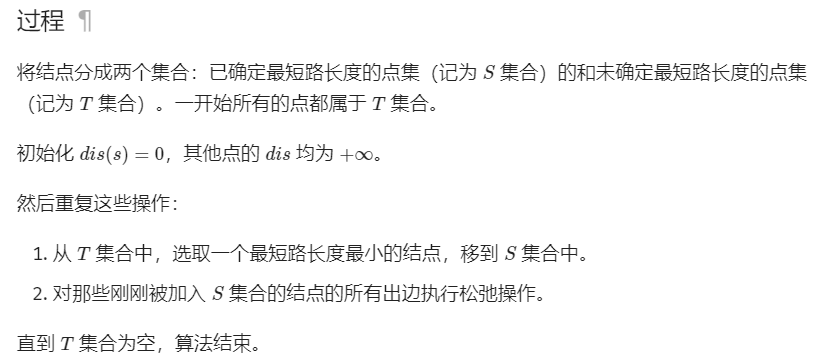 过程 ¶
将结点分成两个集合：已确定最短路长度的点集（记为 S 集合）的和未确定最短路长度的点集
（记为 T 集合）。一开始所有的点都属于 T 集合。
初始化 dis(s) = 0，其他点的 dis 均为 +∞。
然后重复这些操作：
1. 从 T 集合中，选取一个最短路长度最小的结点，移到 S 集合中。
2. 对那些刚刚被加入 S 集合的结点的所有出边执行松弛操作。
直到 T 集合为空，算法结束。